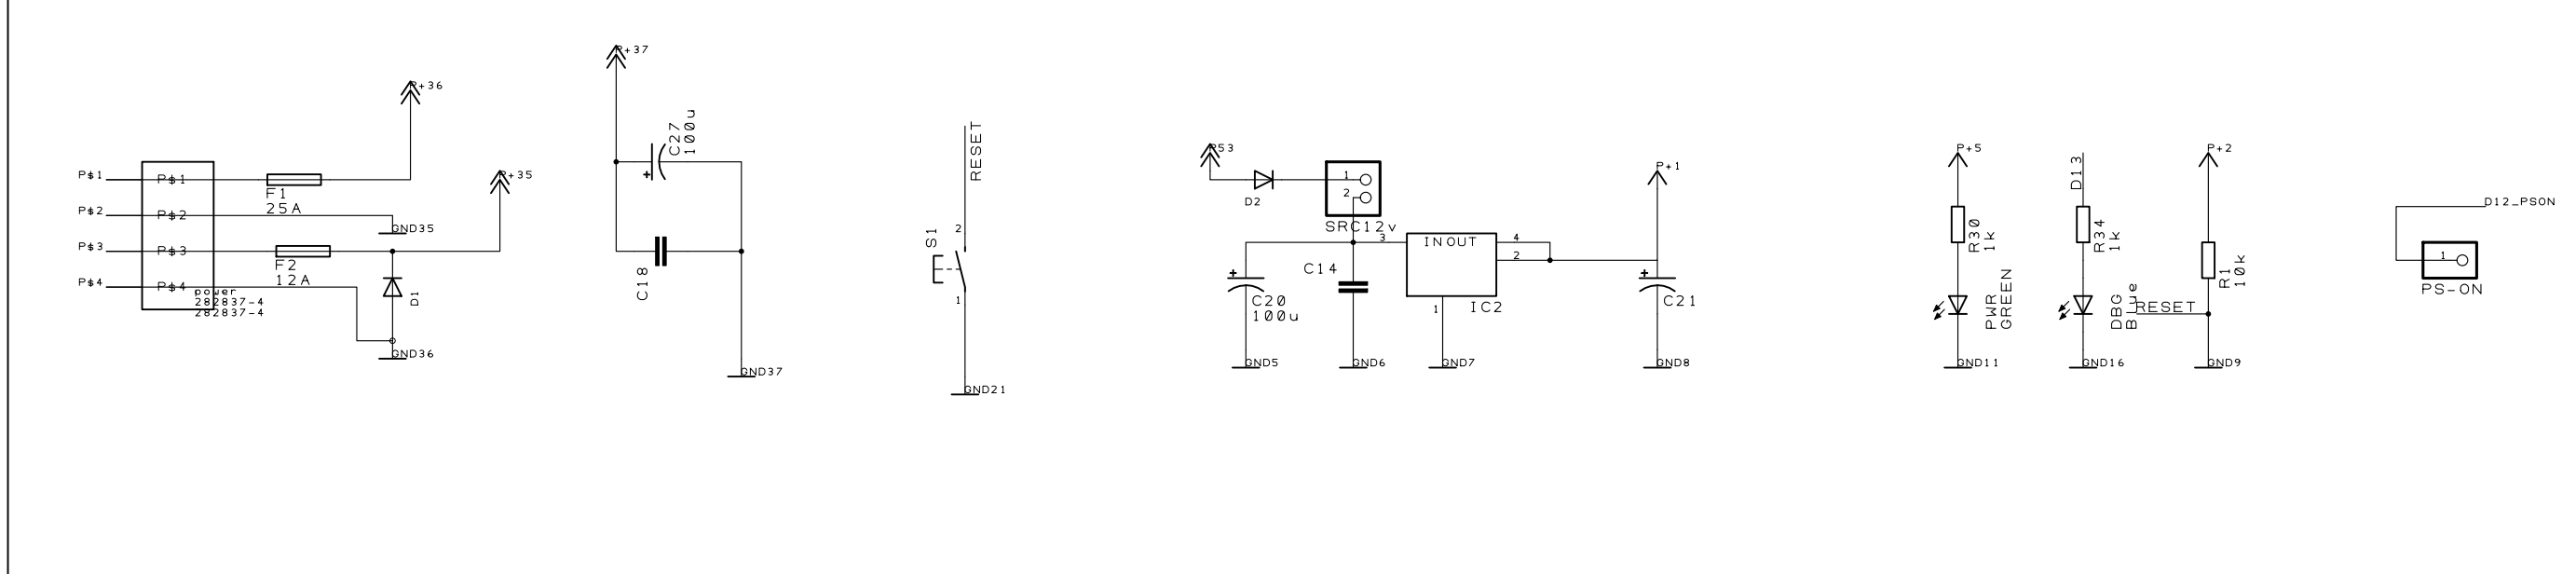 P+36
P$1
P$1
F1
25A
P$2
P$2
GND35
P+35
P$3
P$3
F2
12A
P$4
P$4
power
282837-4
282837-4
D1
GND36
P+37
C27
100u
C18
GND37
RESET
S1
2
1
GND21
P53
D2
1
2
SRC12v
3
INOUT
4
2
1
IC2
C20
100u
C14
P+1
C21
GND5
GND6
GND7
GND8
P+5
R30
1k
PWR
GREEN
GND11
D13
R34
1k
DBG
Blue
GND16
P+2
R1
10k
RESET
GND9
D12_PSON
1
PS-ON